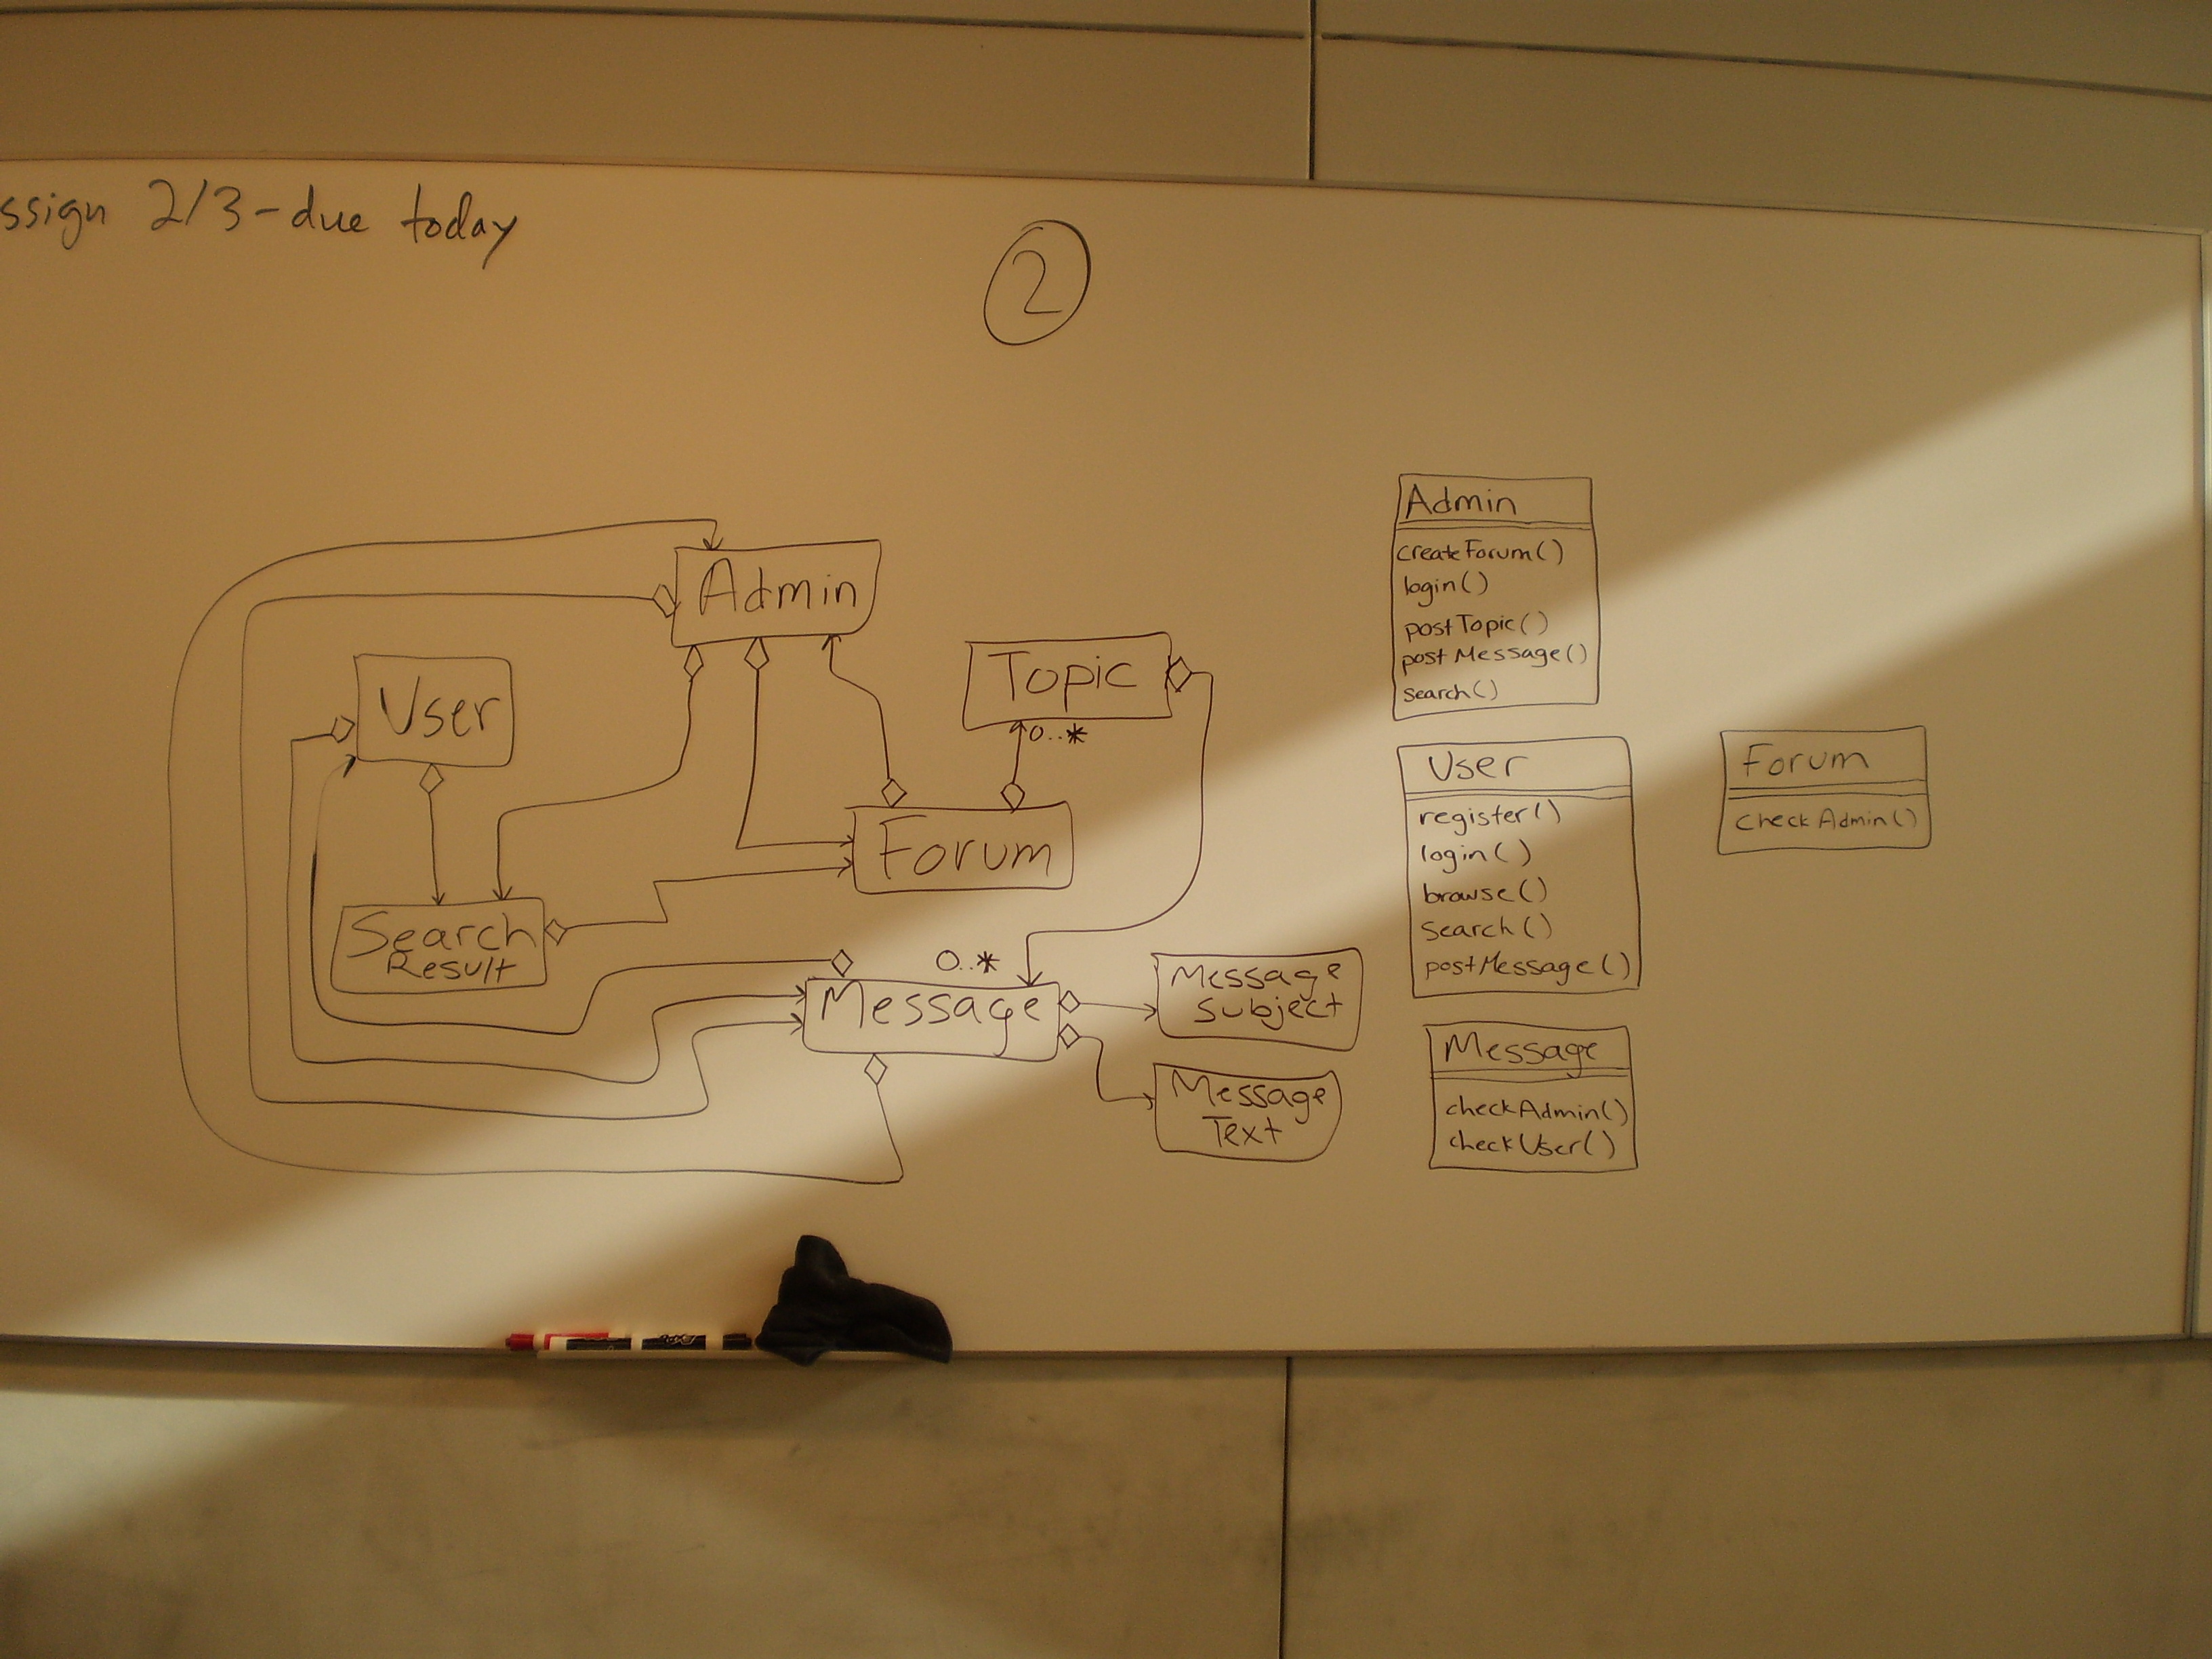 ssign 2/3-due today
2
Admin
User
Topic
0..*
Forum
Search
Result
0..*
Message
Message
Subject
Message
Text
Admin
createForum()
login()
postTopic()
postMessage()
search()
User
register()
login()
browse()
search()
postMessage()
Forum
checkAdmin()
Message
checkAdmin()
checkUser()